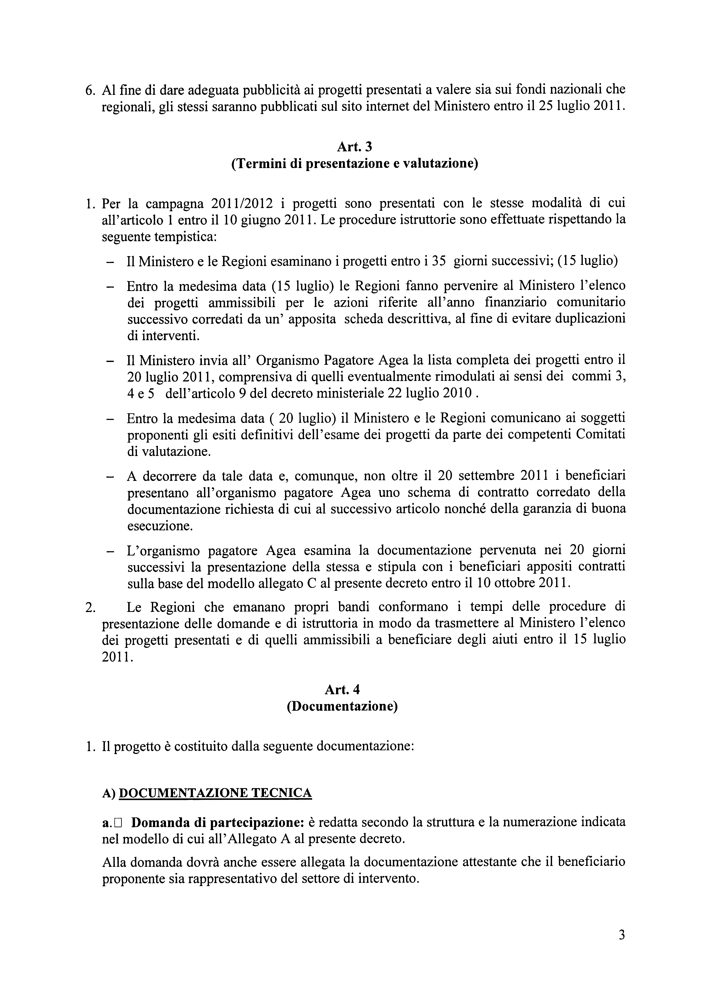 6. Al fine di dare adeguata pubblicità ai progetti presentati a valere sia sui fondi nazionali che
regionali, gli stessi saranno pubblicati sul sito internet del Ministero entro il 25 luglio 2011.
Art. 3
(Termini di presentazione e valutazione)
1. Per la campagna 2011/2012 i progetti sono presentati con le stesse modalità di cui
all’articolo 1 entro il 10 giugno 2011. Le procedure istruttorie sono effettuate rispettando la
seguente tempistica:
– Il Ministero e le Regioni esaminano i progetti entro i 35 giorni successivi; (15 luglio)
– Entro la medesima data (15 luglio) le Regioni fanno pervenire al Ministero l’elenco
dei progetti ammissibili per le azioni riferite all’anno finanziario comunitario
successivo corredati da un’ apposita scheda descrittiva, al fine di evitare duplicazioni
di interventi.
– Il Ministero invia all’ Organismo Pagatore Agea la lista completa dei progetti entro il
20 luglio 2011, comprensiva di quelli eventualmente rimodulati ai sensi dei commi 3,
4 e 5 dell’articolo 9 del decreto ministeriale 22 luglio 2010 .
– Entro la medesima data ( 20 luglio) il Ministero e le Regioni comunicano ai soggetti
proponenti gli esiti definitivi dell’esame dei progetti da parte dei competenti Comitati
di valutazione.
– A decorrere da tale data e, comunque, non oltre il 20 settembre 2011 i beneficiari
presentano all’organismo pagatore Agea uno schema di contratto corredato della
documentazione richiesta di cui al successivo articolo nonché della garanzia di buona
esecuzione.
– L’organismo pagatore Agea esamina la documentazione pervenuta nei 20 giorni
successivi la presentazione della stessa e stipula con i beneficiari appositi contratti
sulla base del modello allegato C al presente decreto entro il 10 ottobre 2011.
2. Le Regioni che emanano propri bandi conformano i tempi delle procedure di
presentazione delle domande e di istruttoria in modo da trasmettere al Ministero l’elenco
dei progetti presentati e di quelli ammissibili a beneficiare degli aiuti entro il 15 luglio
2011.
Art. 4
(Documentazione)
1. Il progetto è costituito dalla seguente documentazione:
A) DOCUMENTAZIONE TECNICA
a.□ Domanda di partecipazione: è redatta secondo la struttura e la numerazione indicata
nel modello di cui all’Allegato A al presente decreto.
Alla domanda dovrà anche essere allegata la documentazione attestante che il beneficiario
proponente sia rappresentativo del settore di intervento.
3